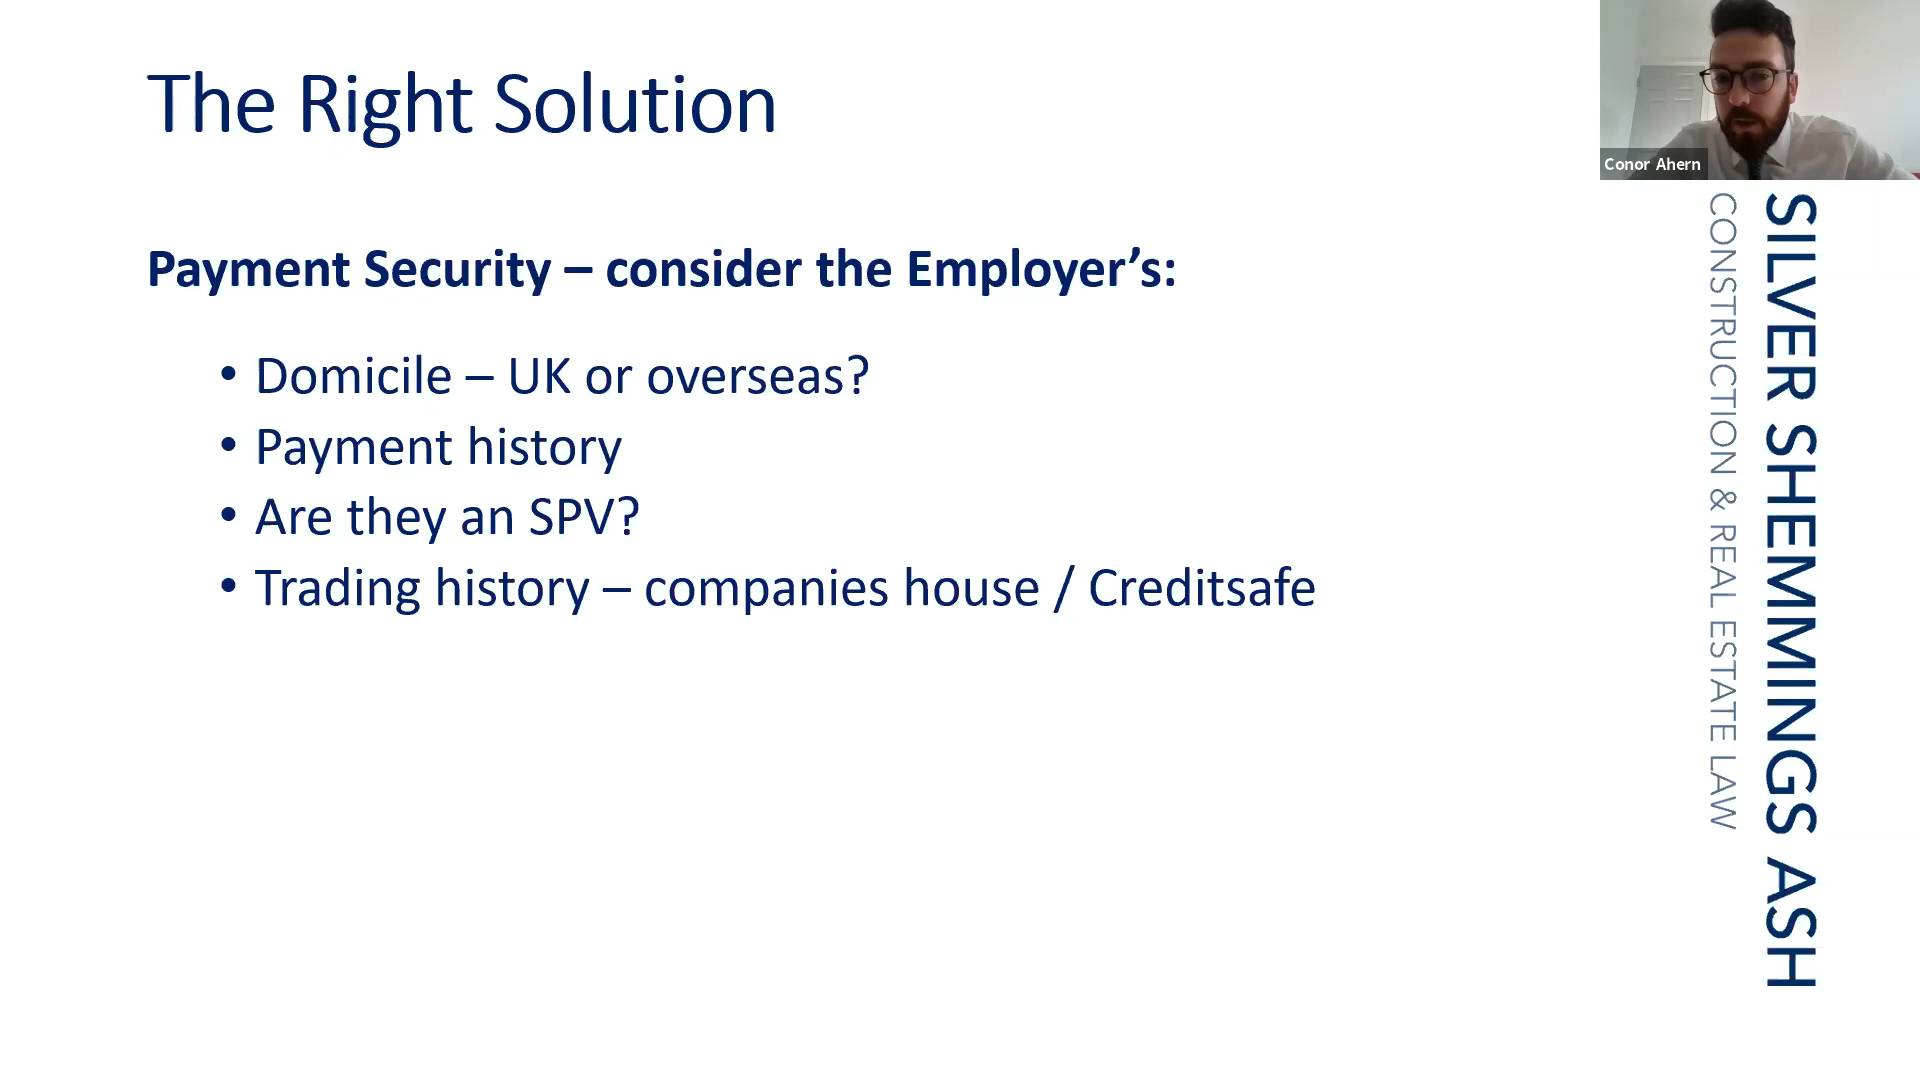 The Right Solution
Conor Ahern
Payment Security – consider the Employer’s:
• Domicile – UK or overseas?
• Payment history
• Are they an SPV?
• Trading history – companies house / Creditsafe
SILVER SHEMMINGS ASH
CONSTRUCTION & REAL ESTATE LAW